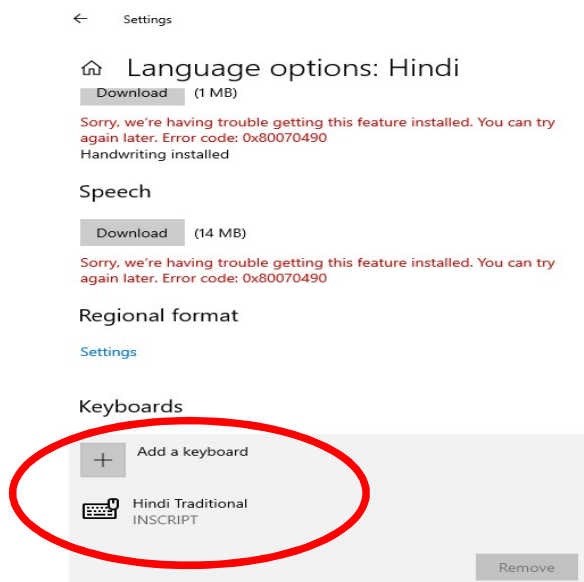 Settings
Language options: Hindi
Download (1 MB)
Sorry, we're having trouble getting this feature installed. You can try
again later. Error code: 0x80070490
Handwriting installed
Speech
Download (14 MB)
Sorry, we're having trouble getting this feature installed. You can try
again later. Error code: 0x80070490
Regional format
Settings
Keyboards
Add a keyboard
Hindi Traditional
INSCRIPT
Remove